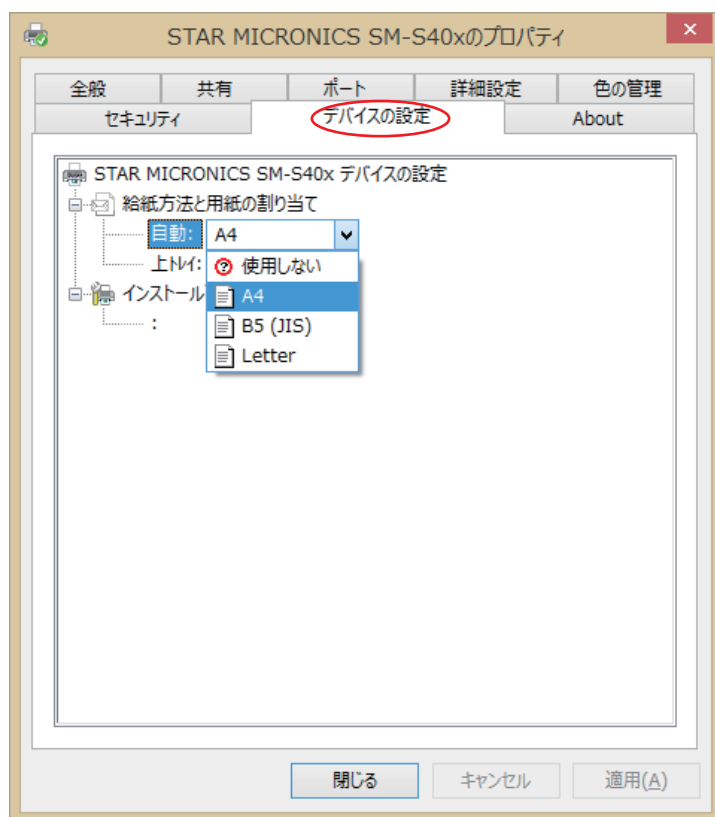 STAR MICRONICS SM-S40xのプロパティ
全般 共有 ポート 詳細設定 色の管理
セキュリティ デバイスの設定 About
STAR MICRONICS SM-S40x デバイスの設定
給紙方法と用紙の割り当て
自動: A4
上トレイ: 使用しない
インストール A4
: B5 (JIS)
Letter
閉じる キャンセル 適用(A)